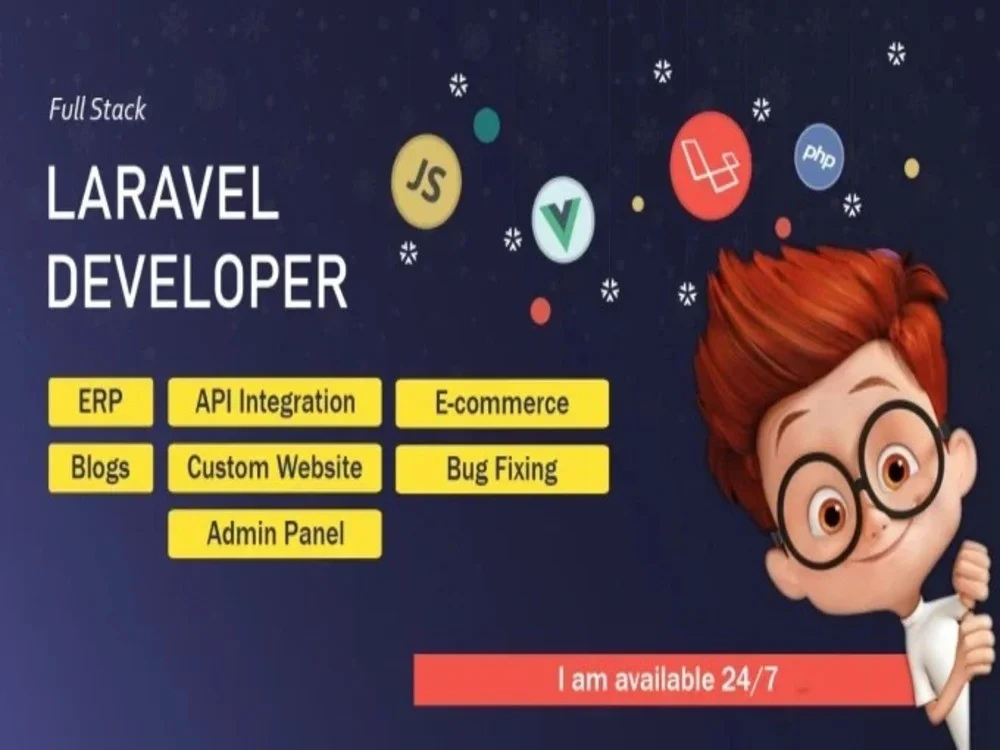 Full Stack
LARAVEL
DEVELOPER
JS
php
ERP
API Integration
E-commerce
Blogs
Custom Website
Bug Fixing
Admin Panel
I am available 24/7